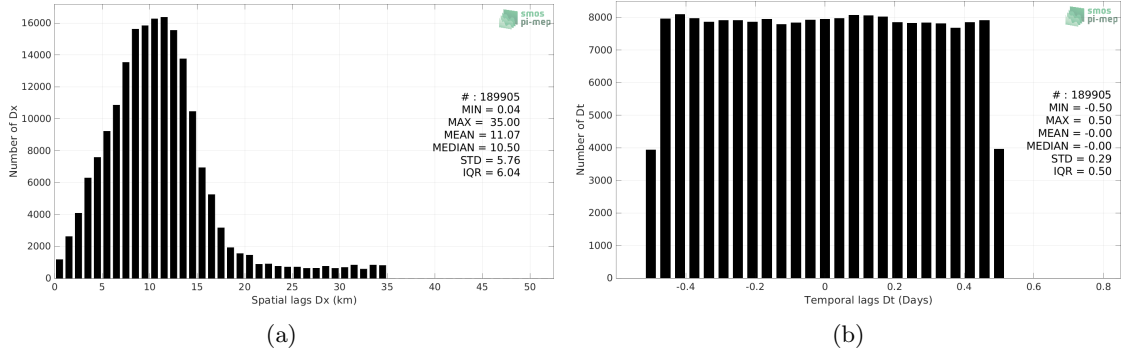 smos
pi-mep
16000
14000
12000
10000
8000
6000
4000
2000
0
Number of Dx
# : 189905
MIN = 0.04
MAX = 35.00
MEAN = 11.07
MEDIAN = 10.50
STD = 5.76
IQR = 6.04
0 5 10 15 20 25 30 35 40 45 50
Spatial lags Dx (km)
(a)
smos
pi-mep
8000
7000
6000
5000
4000
3000
2000
1000
0
Number of Dt
# : 189905
MIN = -0.50
MAX = 0.50
MEAN = -0.00
MEDIAN = -0.00
STD = 0.29
IQR = 0.50
-0.4 -0.2 0 0.2 0.4 0.6 0.8
Temporal lags Dt (Days)
(b)